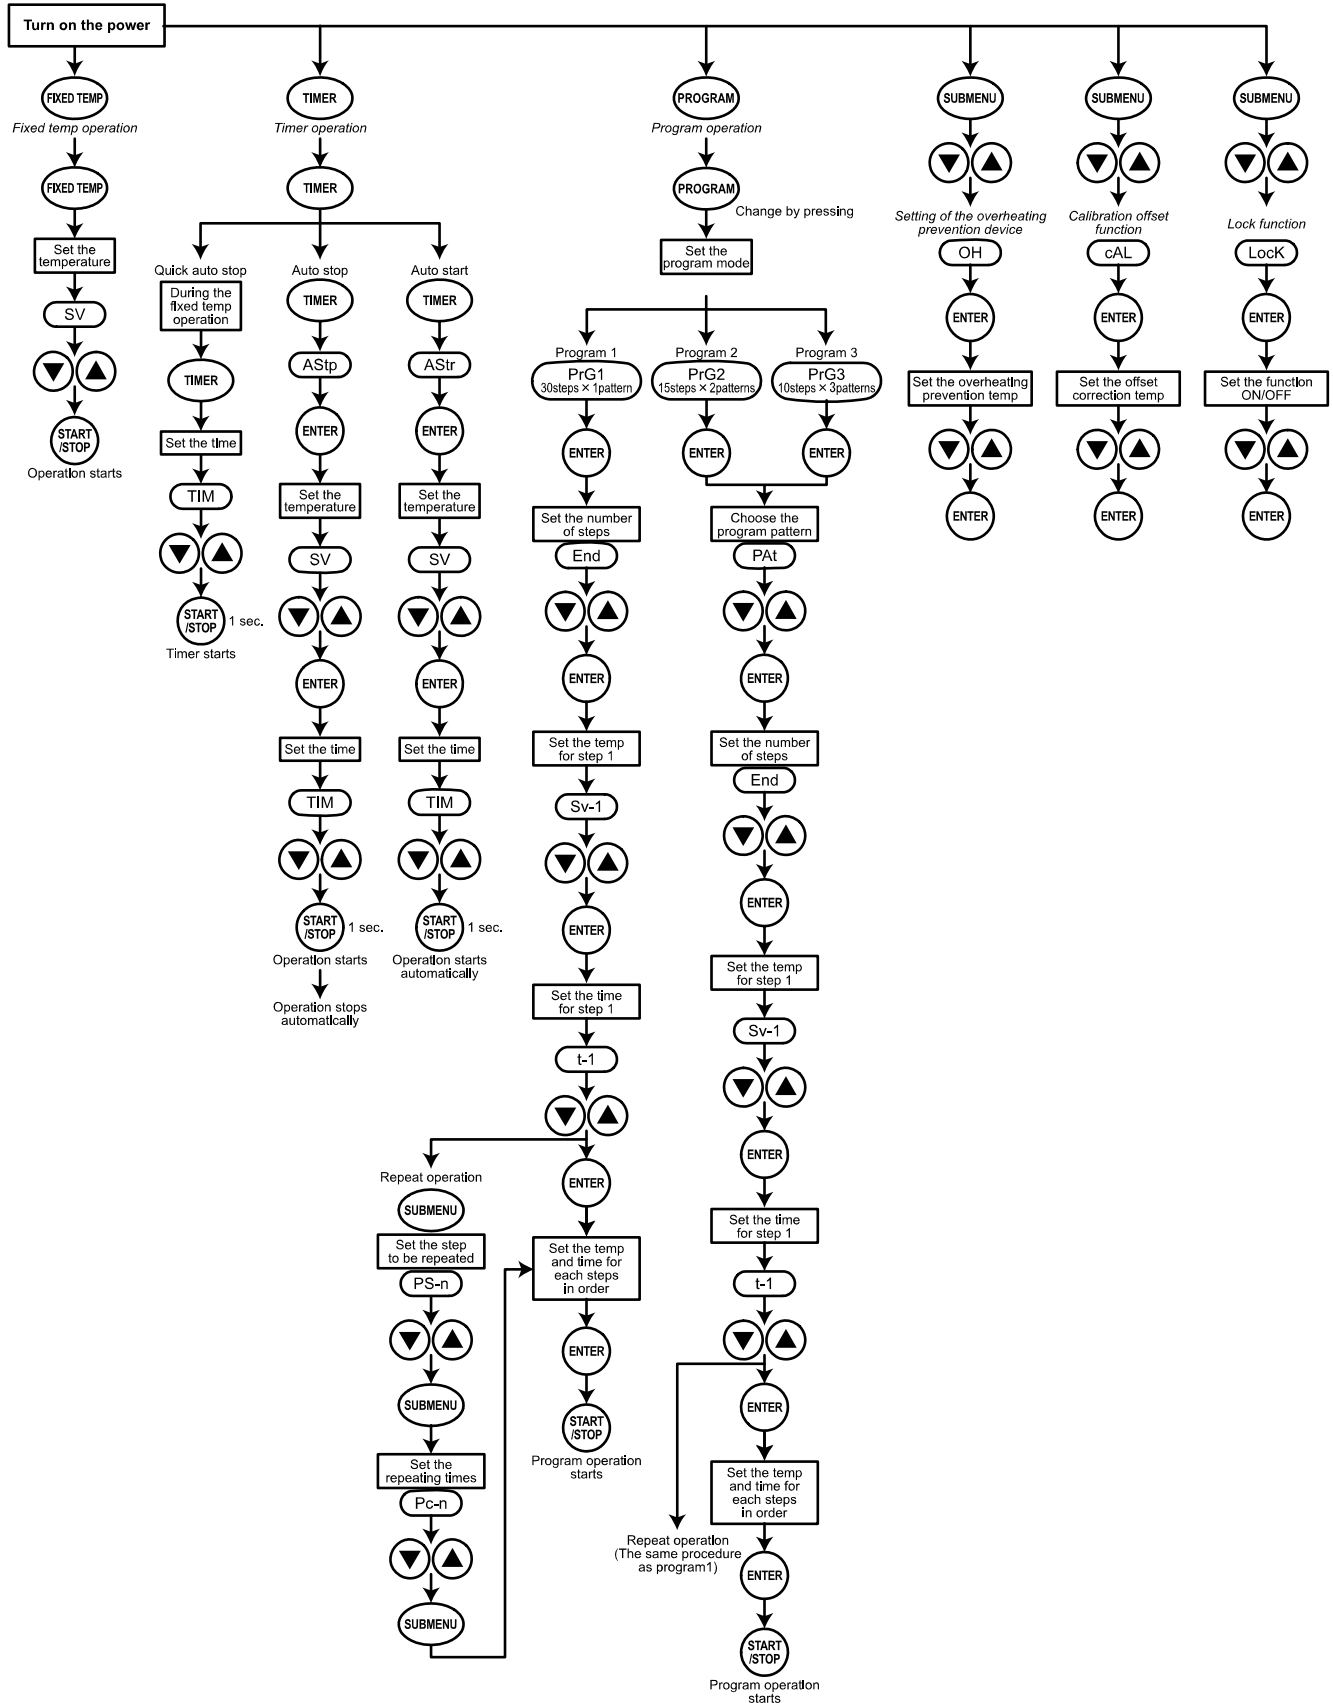 Turn on the power
FIXED TEMP
Fixed temp operation
FIXED TEMP
Set the
temperature
SV
START
/STOP
Operation starts
TIMER
Timer operation
TIMER
Quick auto stop
During the
fixed temp
operation
TIMER
Set the time
TIM
START
/STOP
1 sec.
Timer starts
Auto stop
TIMER
AStp
ENTER
Set the
temperature
SV
ENTER
Set the time
TIM
START
/STOP
1 sec.
Operation starts
Operation stops
automatically
Auto start
TIMER
AStr
ENTER
Set the
temperature
SV
ENTER
Set the time
TIM
START
/STOP
1 sec.
Operation starts
automatically
PROGRAM
Program operation
PROGRAM
Change by pressing
Set the
program mode
Program 1
PrG1
30steps × 1pattern
ENTER
Set the number
of steps
End
ENTER
Set the temp
for step 1
Sv-1
ENTER
Set the time
for step 1
t-1
ENTER
Set the temp
and time for
each steps
in order
ENTER
START
/STOP
Program operation
starts
Repeat operation
SUBMENU
Set the step
to be repeated
PS-n
SUBMENU
Set the
repeating times
Pc-n
SUBMENU
Program 2
PrG2
15steps × 2patterns
ENTER
Program 3
PrG3
10steps × 3patterns
ENTER
Choose the
program pattern
PAt
ENTER
Set the number
of steps
End
ENTER
Set the temp
for step 1
Sv-1
ENTER
Set the time
for step 1
t-1
ENTER
Set the temp
and time for
each steps
in order
ENTER
START
/STOP
Program operation
starts
Repeat operation
(The same procedure
as program1)
SUBMENU
Setting of the overheating
prevention device
OH
ENTER
Set the overheating
prevention temp
ENTER
SUBMENU
Calibration offset
function
cAL
ENTER
Set the offset
correction temp
ENTER
SUBMENU
Lock function
LocK
ENTER
Set the function
ON/OFF
ENTER